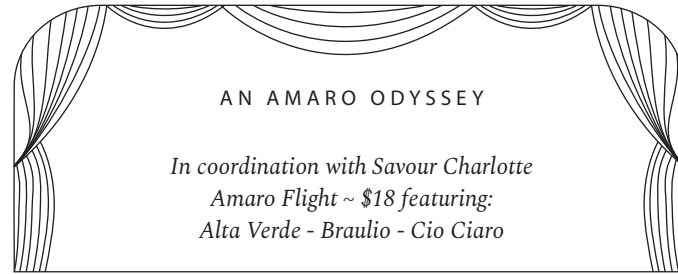 AN AMARO ODYSSEY
In coordination with Savour Charlotte
Amaro Flight ~ $18 featuring:
Alta Verde - Braulio - Cio Ciaro